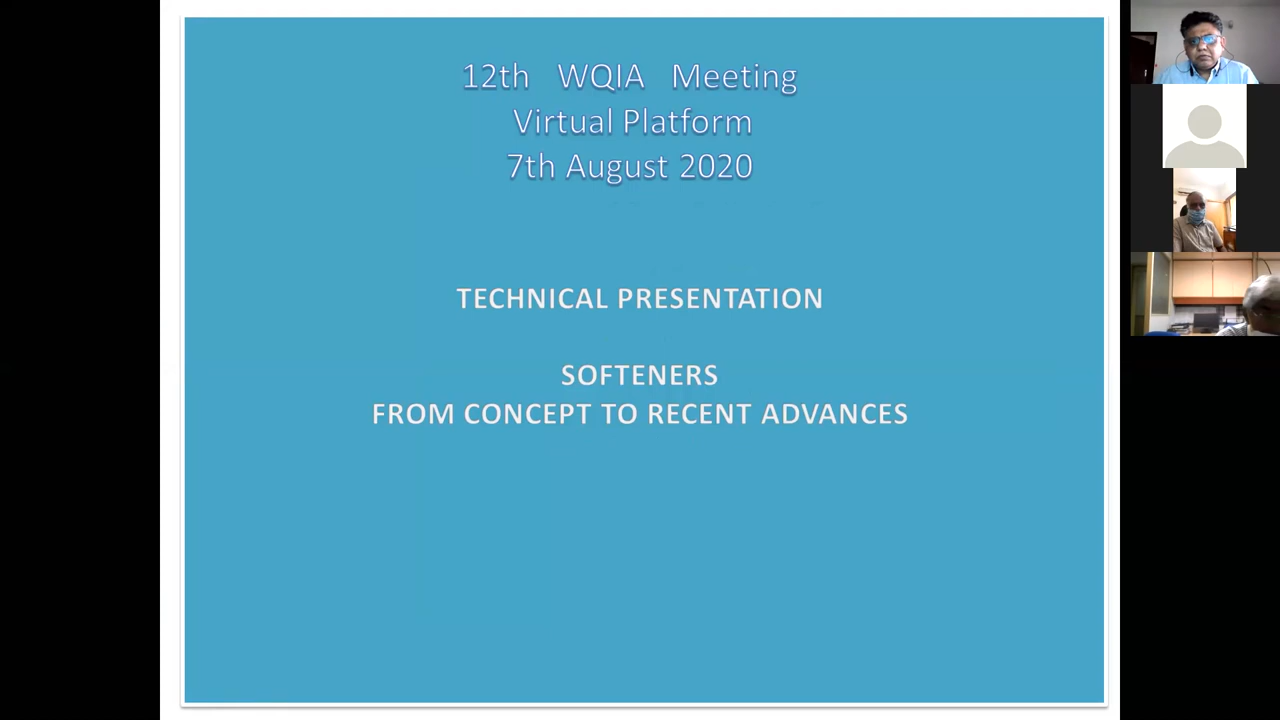 12th WQIA Meeting
Virtual Platform
7th August 2020
TECHNICAL PRESENTATION
SOFTENERS
FROM CONCEPT TO RECENT ADVANCES